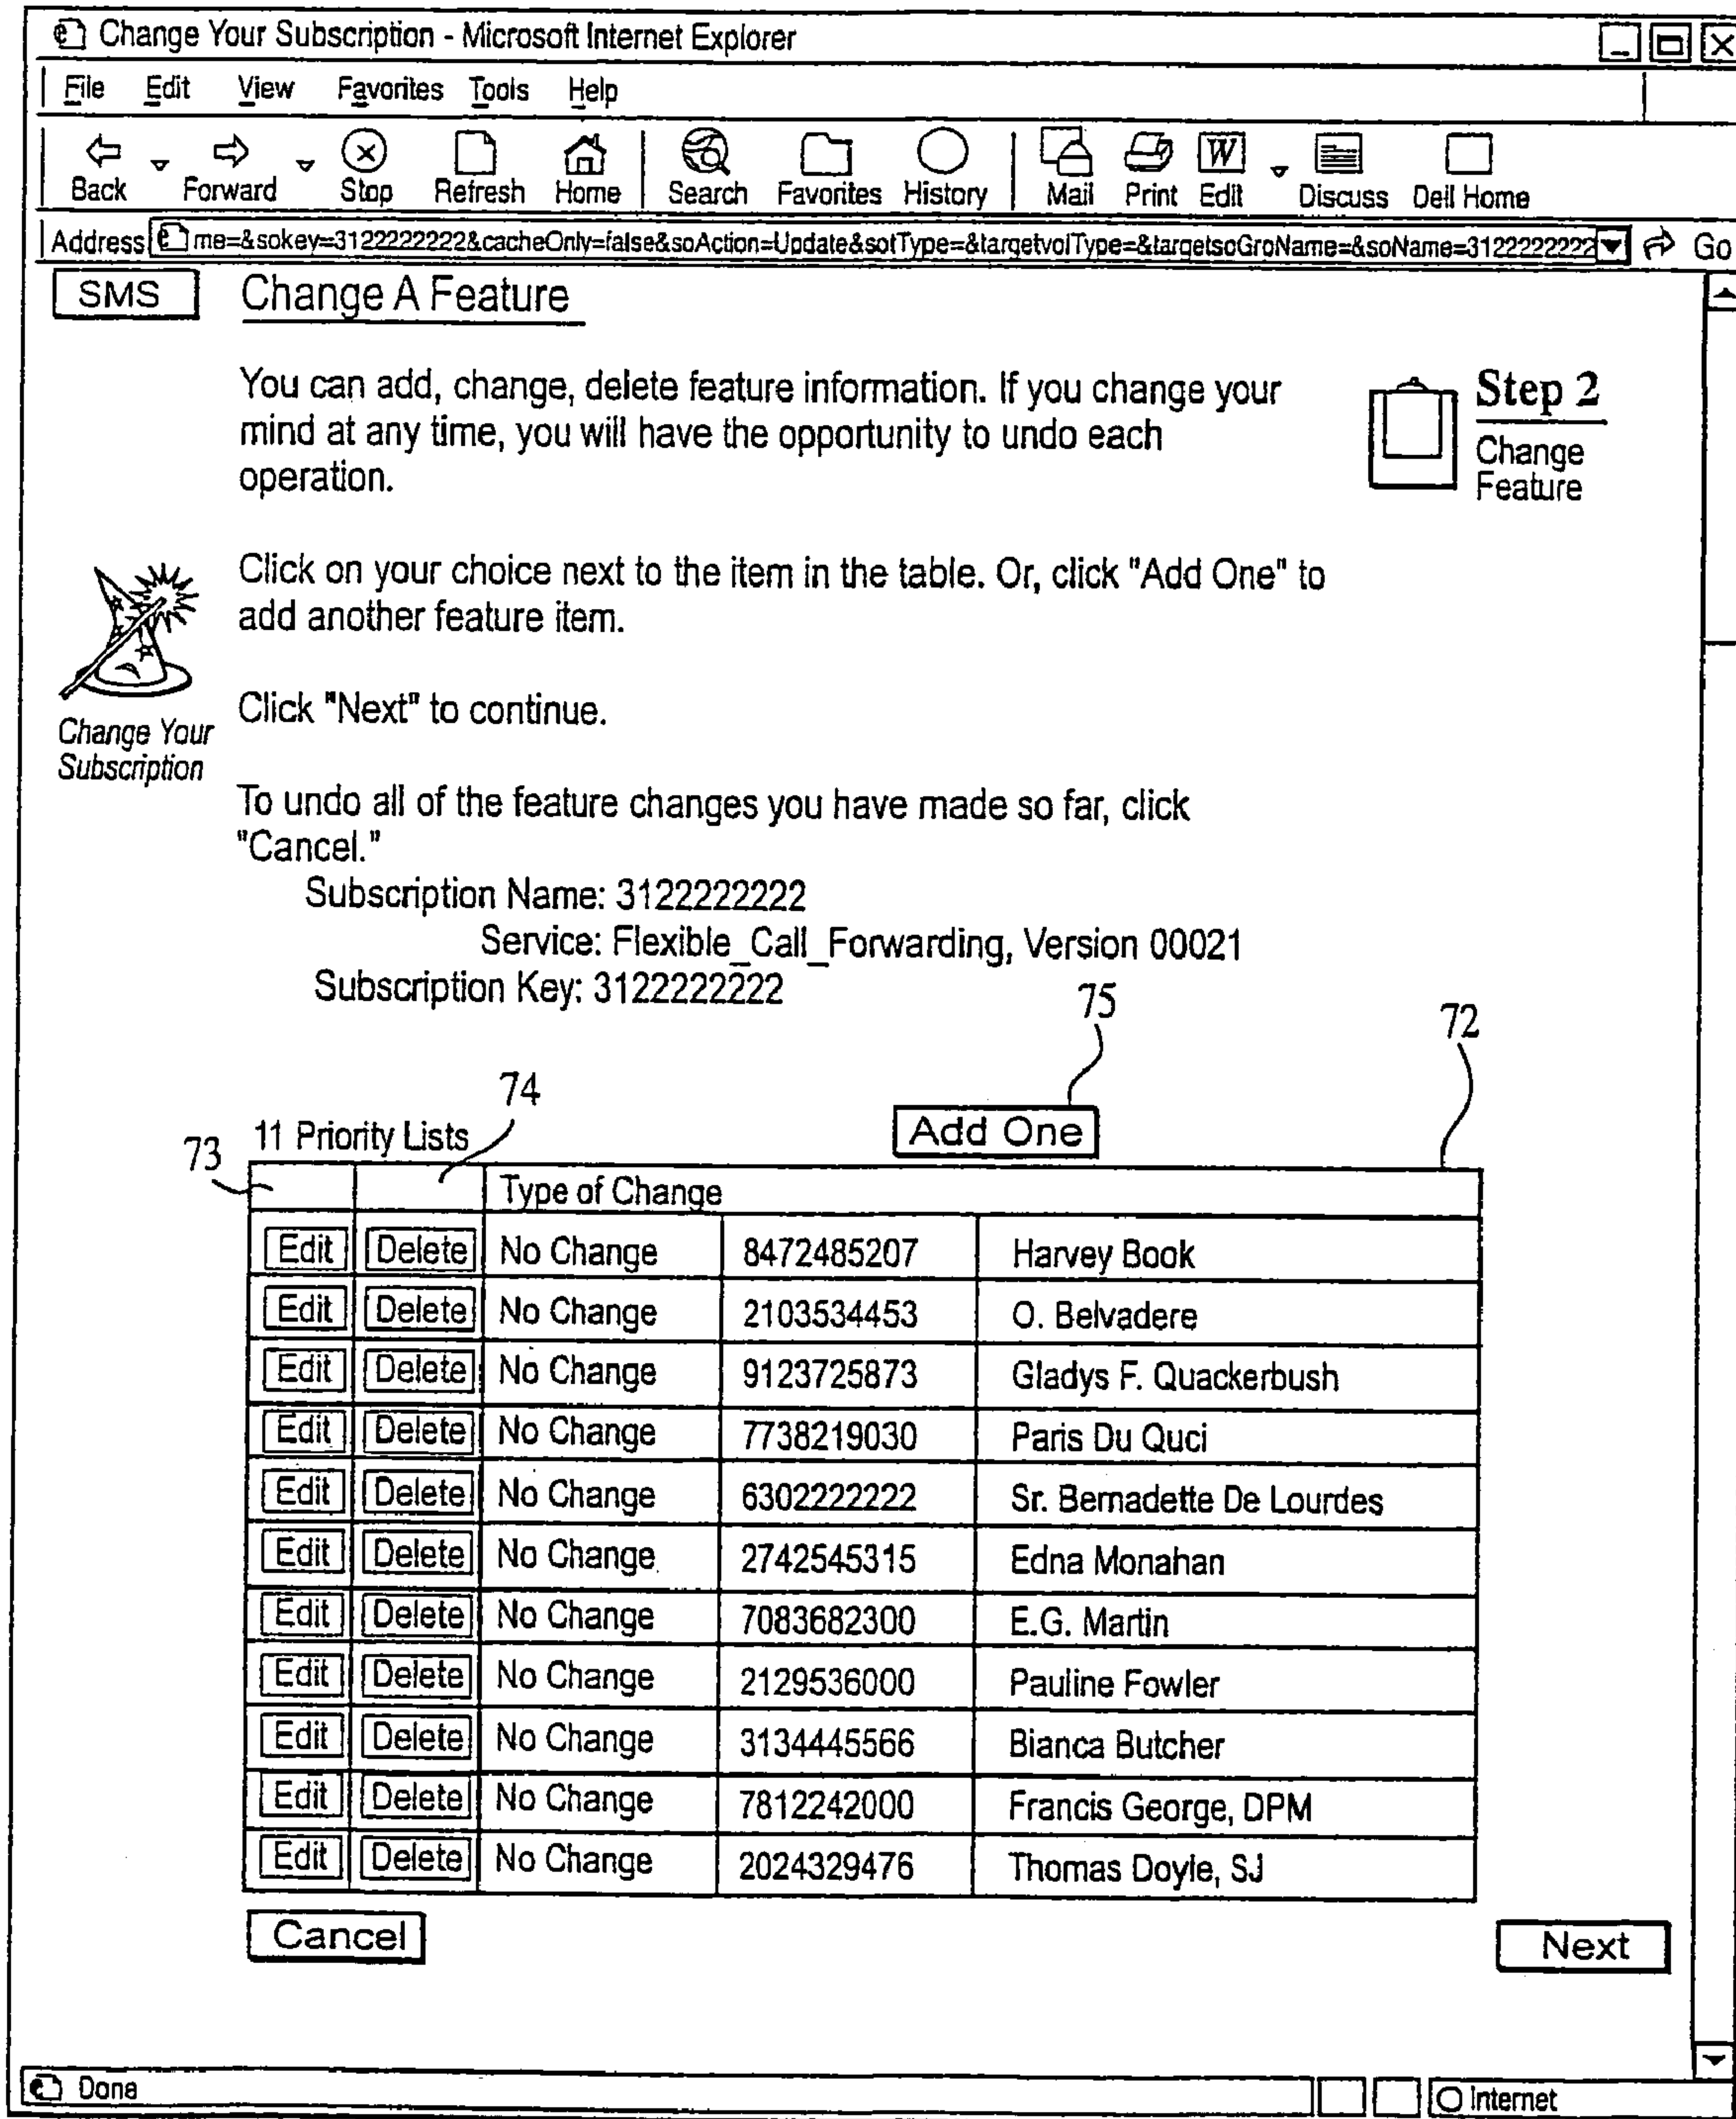 Change Your Subscription - Microsoft Internet Explorer
File Edit View Favorites Tools Help
Back Forward Stop Refresh Home Search Favorites History Mail Print Edit Discuss Dell Home
Address me=&sokey=3122222222&cacheOnly=false&soAction=Update&sotType=&targetvolType=&targetsoGroName=&soName=3122222222 Go
SMS Change A Feature
You can add, change, delete feature information. If you change your
mind at any time, you will have the opportunity to undo each
operation.
Step 2
Change
Feature
Click on your choice next to the item in the table. Or, click "Add One" to
add another feature item.
Click "Next" to continue.
Change Your
Subscription
To undo all of the feature changes you have made so far, click
"Cancel."
Subscription Name: 3122222222
Service: Flexible_Call_Forwarding, Version 00021
Subscription Key: 3122222222
75
72
74
73
11 Priority Lists
Add One
Type of Change
Edit Delete No Change 8472485207 Harvey Book
Edit Delete No Change 2103534453 O. Belvadere
Edit Delete No Change 9123725873 Gladys F. Quackerbush
Edit Delete No Change 7738219030 Paris Du Quci
Edit Delete No Change 6302222222 Sr. Bernadette De Lourdes
Edit Delete No Change 2742545315 Edna Monahan
Edit Delete No Change 7083682300 E.G. Martin
Edit Delete No Change 2129536000 Pauline Fowler
Edit Delete No Change 3134445566 Bianca Butcher
Edit Delete No Change 7812242000 Francis George, DPM
Edit Delete No Change 2024329476 Thomas Doyle, SJ
Cancel
Next
Done
Internet